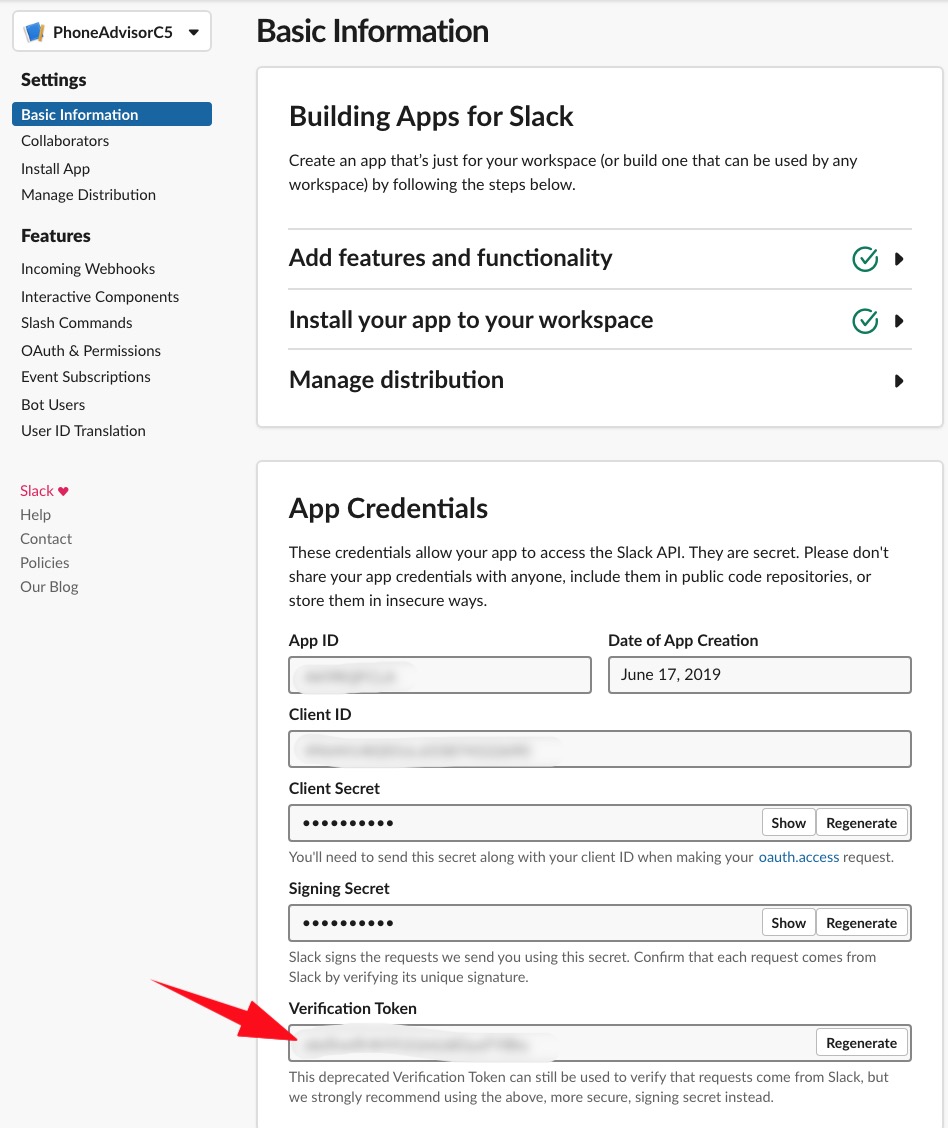 PhoneAdvisorC5
Settings
Basic Information
Collaborators
Install App
Manage Distribution
Features
Incoming Webhooks
Interactive Components
Slash Commands
OAuth & Permissions
Event Subscriptions
Bot Users
User ID Translation
Slack ♥
Help
Contact
Policies
Our Blog
Basic Information
Building Apps for Slack
Create an app that's just for your workspace (or build one that can be used by any
workspace) by following the steps below.
Add features and functionality
Install your app to your workspace
Manage distribution
App Credentials
These credentials allow your app to access the Slack API. They are secret. Please don't
share your app credentials with anyone, include them in public code repositories, or
store them in insecure ways.
App ID
Date of App Creation
June 17, 2019
Client ID
Client Secret
•••••••••• Show Regenerate
You'll need to send this secret along with your client ID when making your oauth.access request.
Signing Secret
•••••••••• Show Regenerate
Slack signs the requests we send you using this secret. Confirm that each request comes from
Slack by verifying its unique signature.
Verification Token
Regenerate
This deprecated Verification Token can still be used to verify that requests come from Slack, but
we strongly recommend using the above, more secure, signing secret instead.